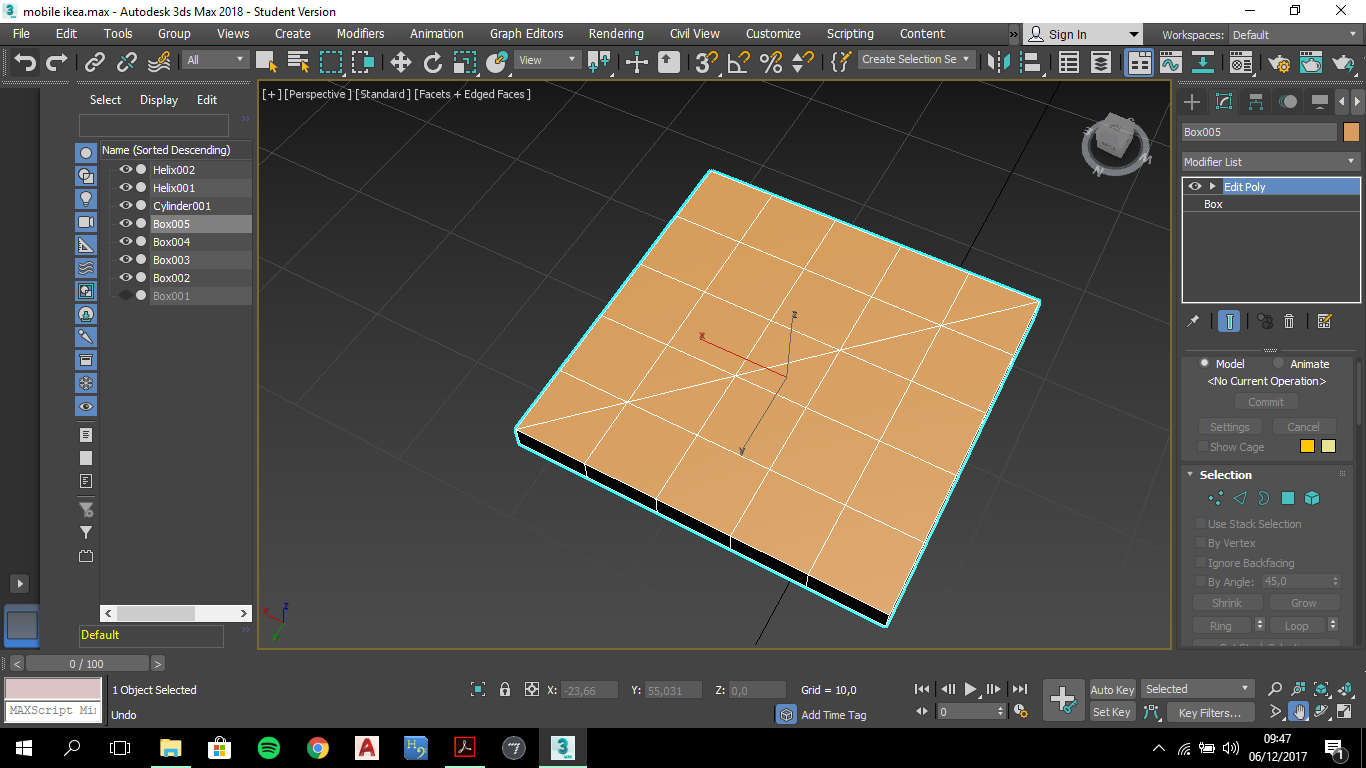 mobile ikea.max - Autodesk 3ds Max 2018 - Student Version
File Edit Tools Group Views Create Modifiers Animation Graph Editors Rendering Civil View Customize Scripting Content » Sign In Workspaces: Default
All View Create Selection Se
Select Display Edit
[+] [Perspective] [Standard] [Facets + Edged Faces]
Box005
Name (Sorted Descending)
Modifier List
Helix002
Helix001
Cylinder001
Box005
Box004
Box003
Box002
Box001
Edit Poly
Box
N
z
x
y
Model Animate
<No Current Operation>
Commit
Settings Cancel
Show Cage
Selection
Use Stack Selection
By Vertex
Ignore Backfacing
By Angle: 45,0
Shrink Grow
Ring Loop
x z
y
Default
< 0 / 100 >
1 Object Selected X: -23,66 Y: 55,031 Z: 0,0 Grid = 10,0 Auto Key Selected
MAXScript Mi
Undo Add Time Tag 0 Set Key Key Filters...
09:47
06/12/2017
1